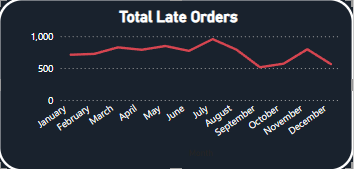 Total Late Orders
1,000
500
0
January
February
March
April
May
June
July
August
September
October
November
December